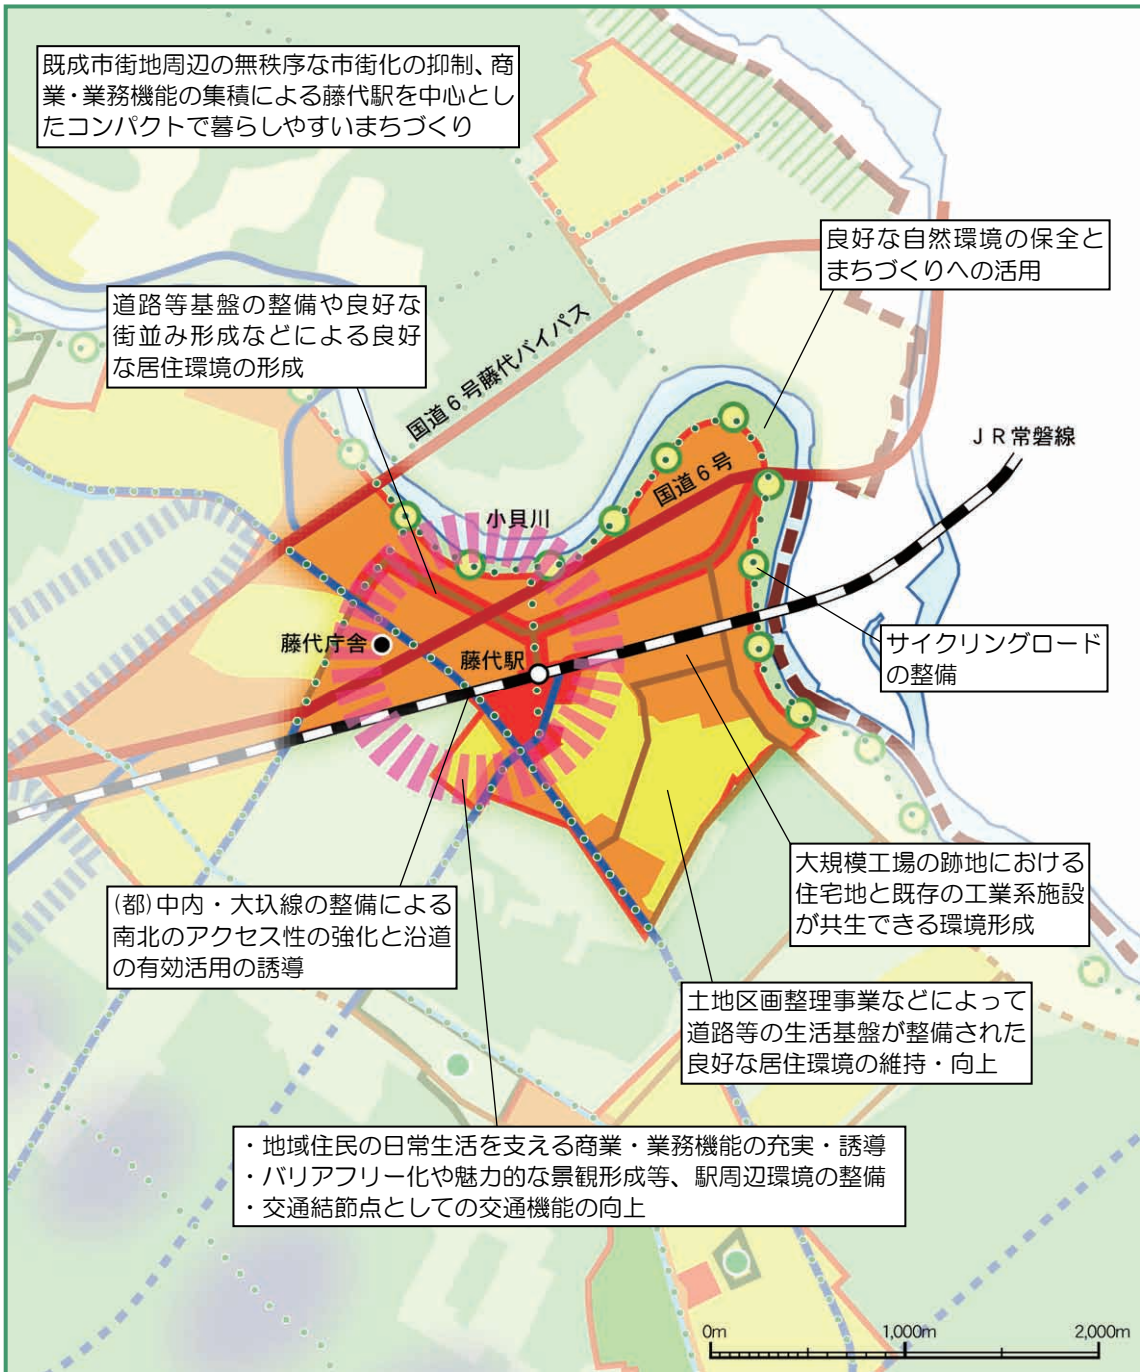 既成市街地周辺の無秩序な市街化の抑制、商
業・業務機能の集積による藤代駅を中心とし
たコンパクトで暮らしやすいまちづくり
良好な自然環境の保全と
まちづくりへの活用
道路等基盤の整備や良好な
街並み形成などによる良好
な居住環境の形成
国道6号藤代バイパス
JR常磐線
国道6号
小貝川
藤代庁舎
藤代駅
サイクリングロード
の整備
大規模工場の跡地における
住宅地と既存の工業系施設
が共生できる環境形成
(都)中内・大圦線の整備による
南北のアクセス性の強化と沿道
の有効活用の誘導
土地区画整理事業などによって
道路等の生活基盤が整備された
良好な居住環境の維持・向上
・地域住民の日常生活を支える商業・業務機能の充実・誘導
・バリアフリー化や魅力的な景観形成等、駅周辺環境の整備
・交通結節点としての交通機能の向上
0m 1,000m 2,000m